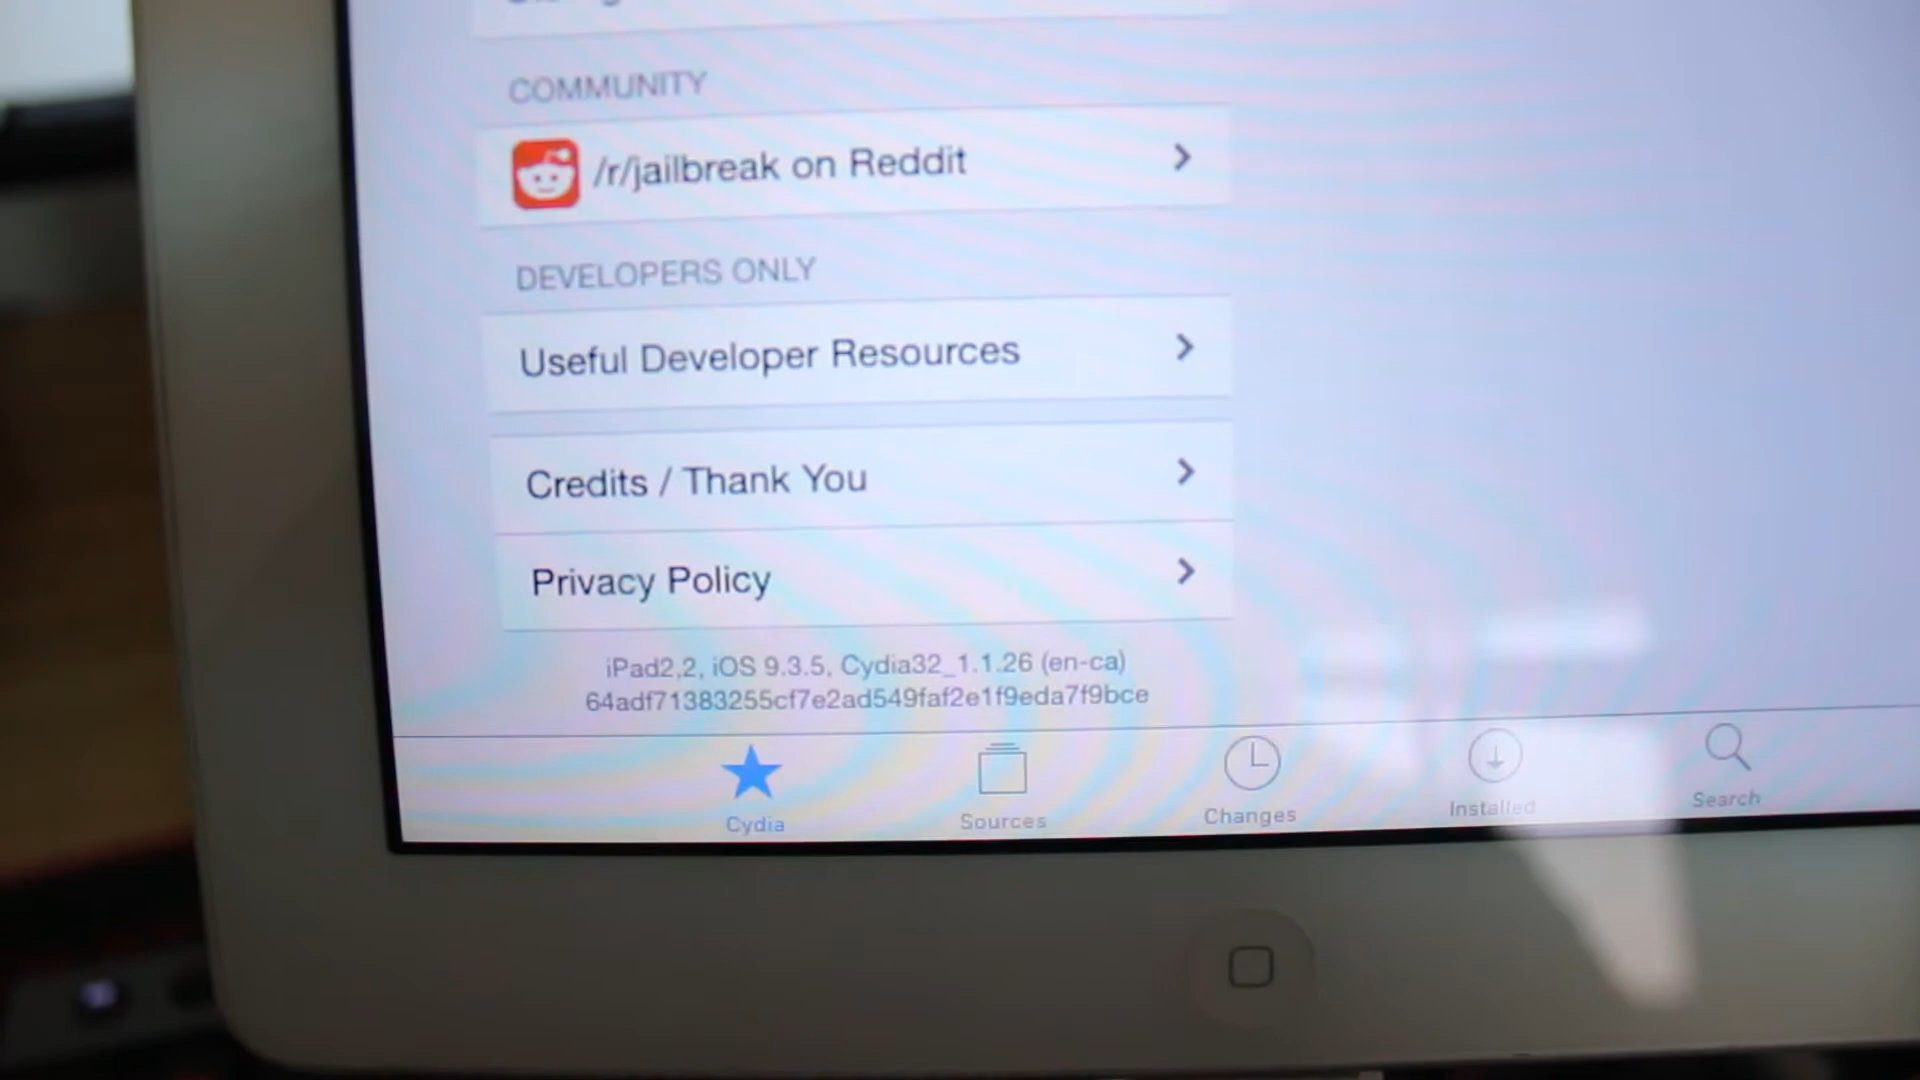 COMMUNITY
/r/jailbreak on Reddit
DEVELOPERS ONLY
Useful Developer Resources
Credits / Thank You
Privacy Policy
iPad2,2, iOS 9.3.5, Cydia32_1.1.26 (en-ca)
64adf71383255cf7e2ad549faf2e1f9eda7f9bce
Cydia
Sources
Changes
Installed
Search